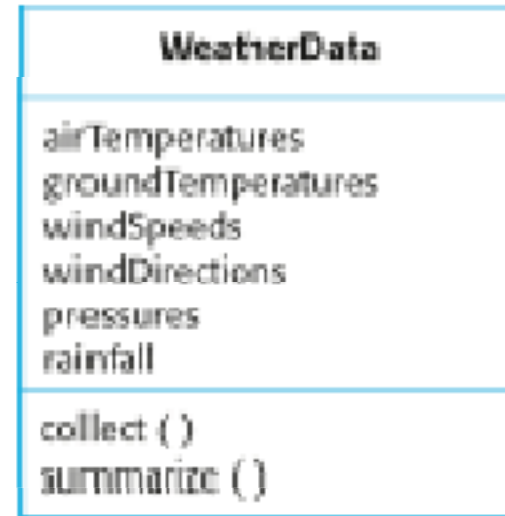 WeatherData
airTemperatures
groundTemperatures
windSpeeds
windDirections
pressures
rainfall
collect ( )
summarize ( )